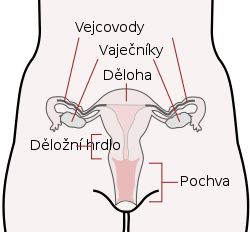 Vejcovody
Vaječníky
Děloha
Děložní hrdlo
Pochva